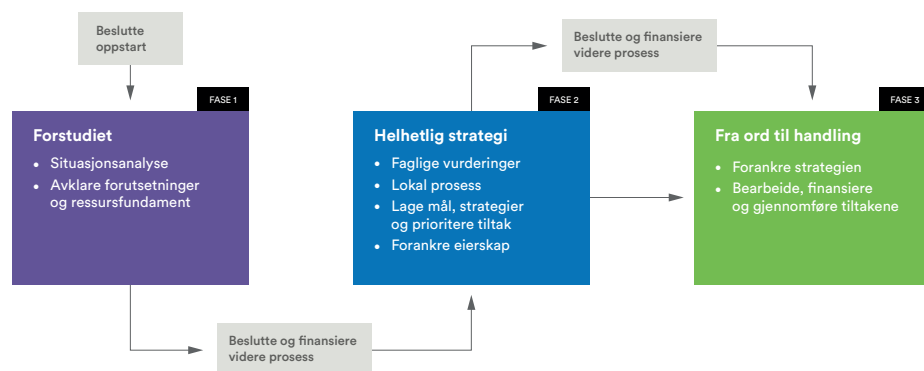 Beslutte
oppstart
FASE 1
Forstudiet
• Situasjonsanalyse
• Avklare forutsetninger
og ressursfundament
Beslutte og finansiere
videre prosess
FASE 2
Helhetlig strategi
• Faglige vurderinger
• Lokal prosess
• Lage mål, strategier
og prioritere tiltak
• Forankre eierskap
Beslutte og finansiere
videre prosess
FASE 3
Fra ord til handling
• Forankre strategien
• Bearbeide, finansiere
og gjennomføre tiltakene